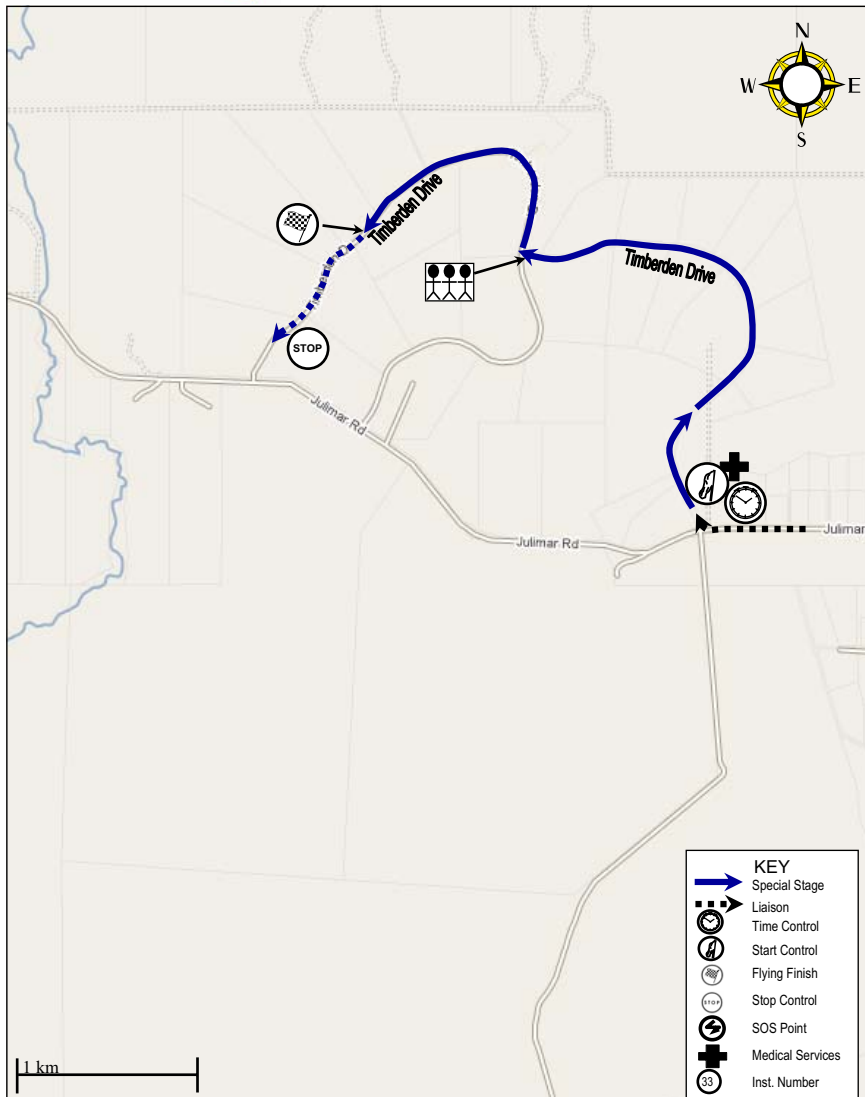 N
W E
S
Timberden Drive
Timberden Drive
STOP
Julimar Rd
Julimar Rd
Julimar
KEY
Special Stage
Liaison
Time Control
Start Control
Flying Finish
STOP
Stop Control
SOS Point
Medical Services
33
Inst. Number
1 km